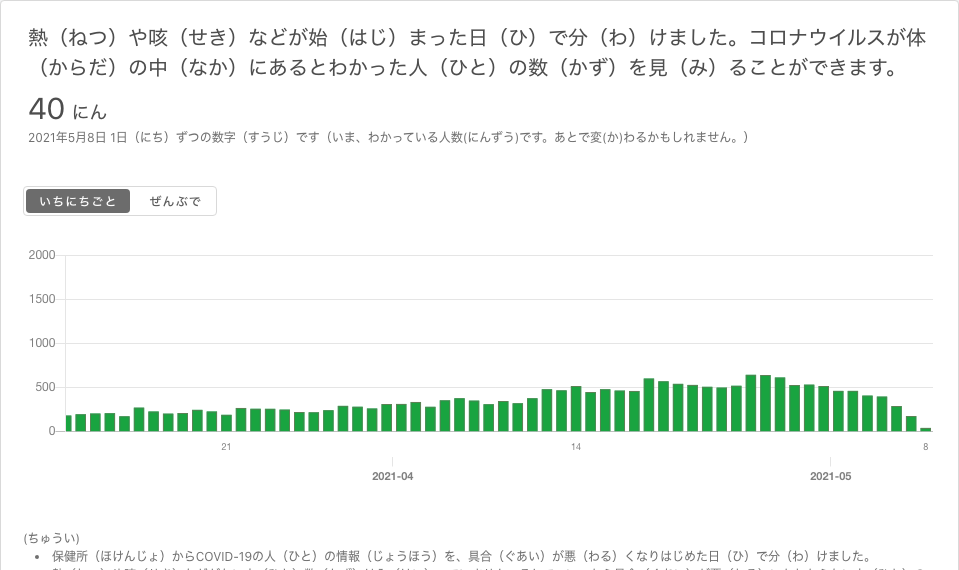 熱（ねつ）や咳（せき）などが始（はじ）まった日（ひ）で分（わ）けました。コロナウイルスが体
（からだ）の中（なか）にあるとわかった人（ひと）の数（かず）を見（み）ることができます。
40 にん
2021年5月8日 1日（にち）ずつの数字（すうじ）です（いま、わかっている人数(にんずう)です。あとで変(か)わるかもしれません。）
いちにちごと ぜんぶで
2000
1500
1000
500
0
21 14 8
2021-04 2021-05
(ちゅうい)
• 保健所（ほけんじょ）からCOVID-19の人（ひと）の情報（じょうほう）を、具合（ぐあい）が悪（わる）くなりはじめた日（ひ）で分（わ）けました。